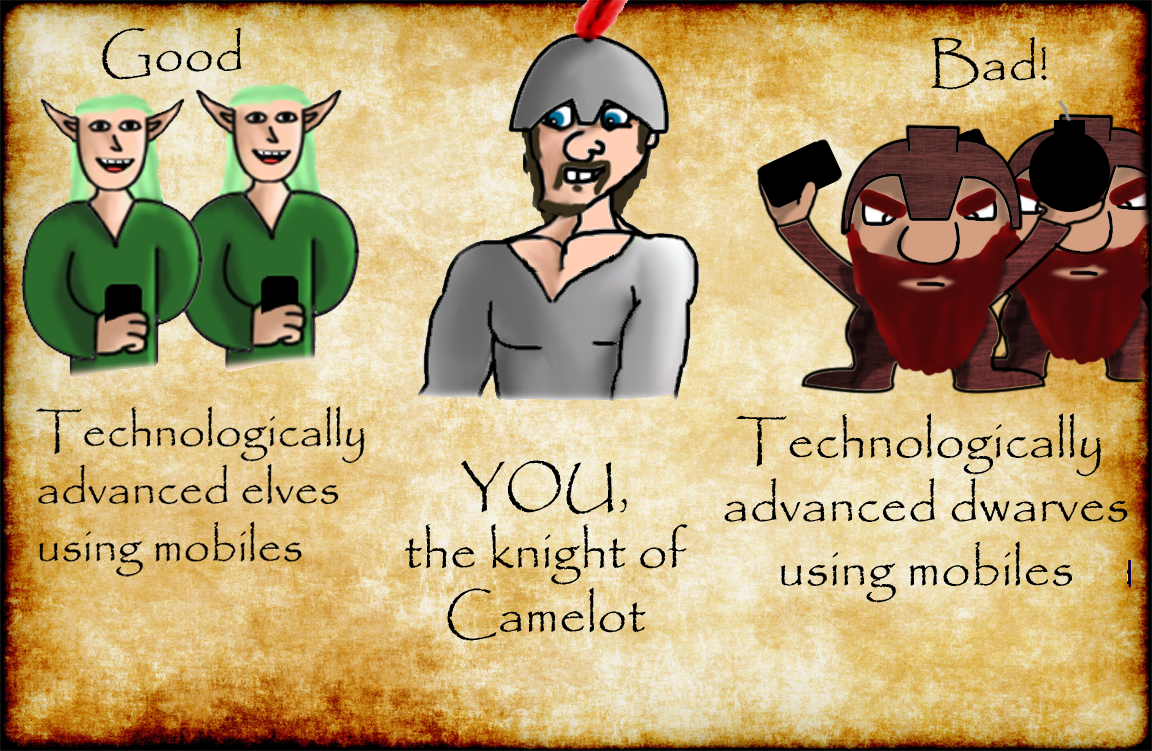 Good
Technologically
advanced elves
using mobiles
YOU,
the knight of
Camelot
Bad!
Technologically
advanced dwarves
using mobiles